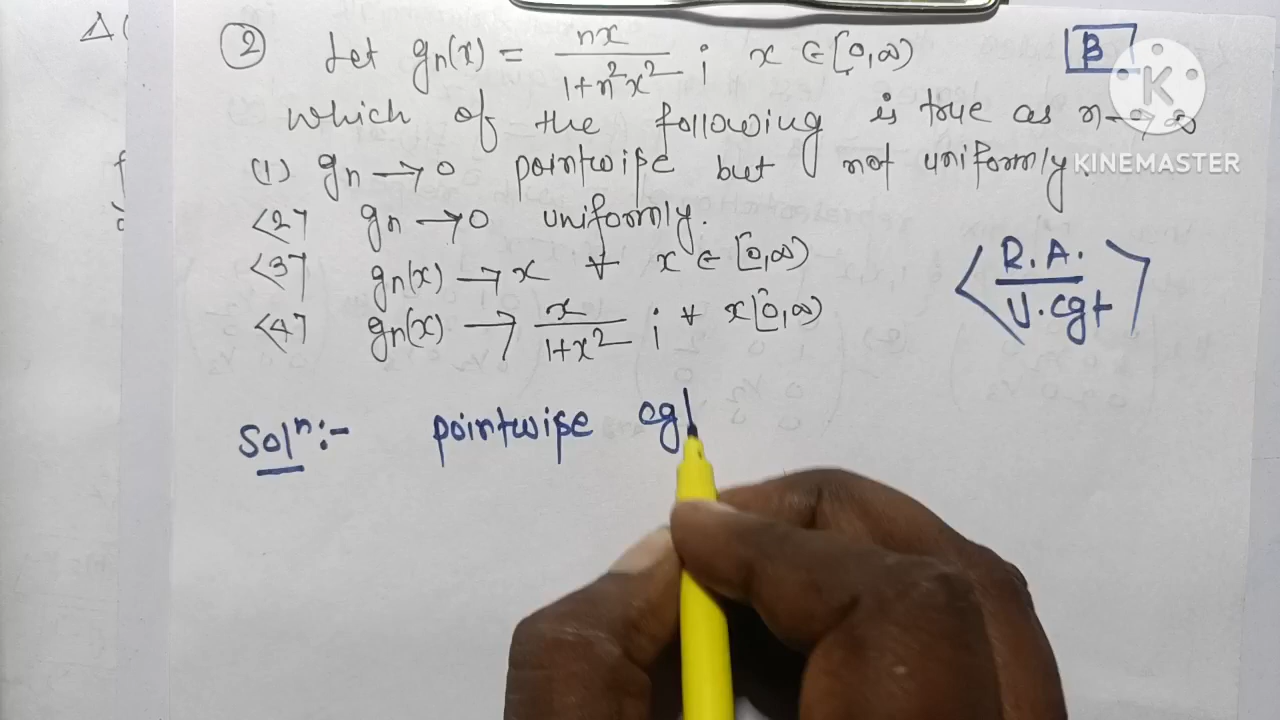 ② Let gₙ(x) = nx / 1+n²x² ; x ∈ [0,∞) B
which of the following is true as n→∞
(1) gₙ → 0 pointwise but not uniformly.
<2> gₙ → 0 uniformly.
<3> gₙ(x) → x ∀ x ∈ [0,∞)
<4> gₙ(x) → x / 1+x² ; ∀ x[0,∞)
R.A. / U.cgt
Solⁿ:- pointwise cgt
K
KINEMASTER